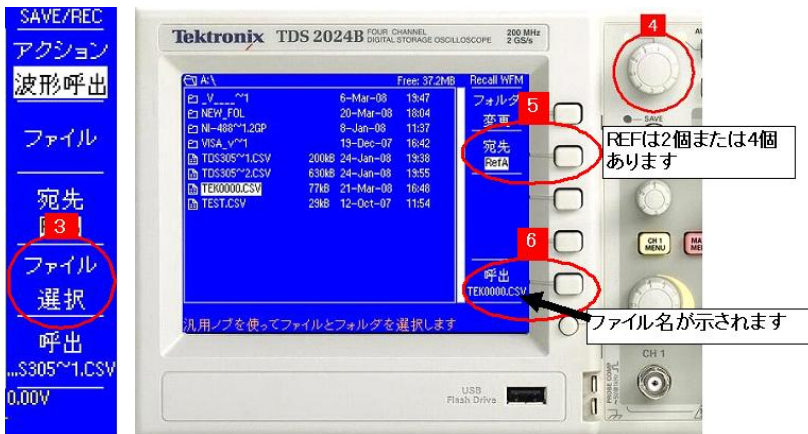 SAVE/REC
アクション
波形呼出
ファイル
宛先
3
ファイル
選択
呼出
...S305~1.CSV
0.00V
Tektronix TDS 2024B FOUR CHANNEL DIGITAL STORAGE OSCILLOSCOPE 200 MHz 2 GS/s
A:\ Free: 37.2MB Recall WFM
_V____~1 6-Mar-08 19:47
NEW_FOL 20-Mar-08 18:04
NI-488~1.2GP 8-Jan-08 11:37
VISA_V~1 19-Dec-07 16:42
TDS305~1.CSV 200kB 24-Jan-08 19:38
TDS305~2.CSV 630kB 24-Jan-08 19:55
TEK0000.CSV 77kB 21-Mar-08 16:48
TEST.CSV 29kB 12-Oct-07 11:54
フォルダ
変更
5
宛先
RefA
6
呼出
TEK0000.CSV
汎用ノブを使ってファイルとフォルダを選択します
4
SAVE
REFは2個または4個
あります
CH 1
MENU
ファイル名が示されます
CH 1
PROBE COMP
USB
Flash Drive